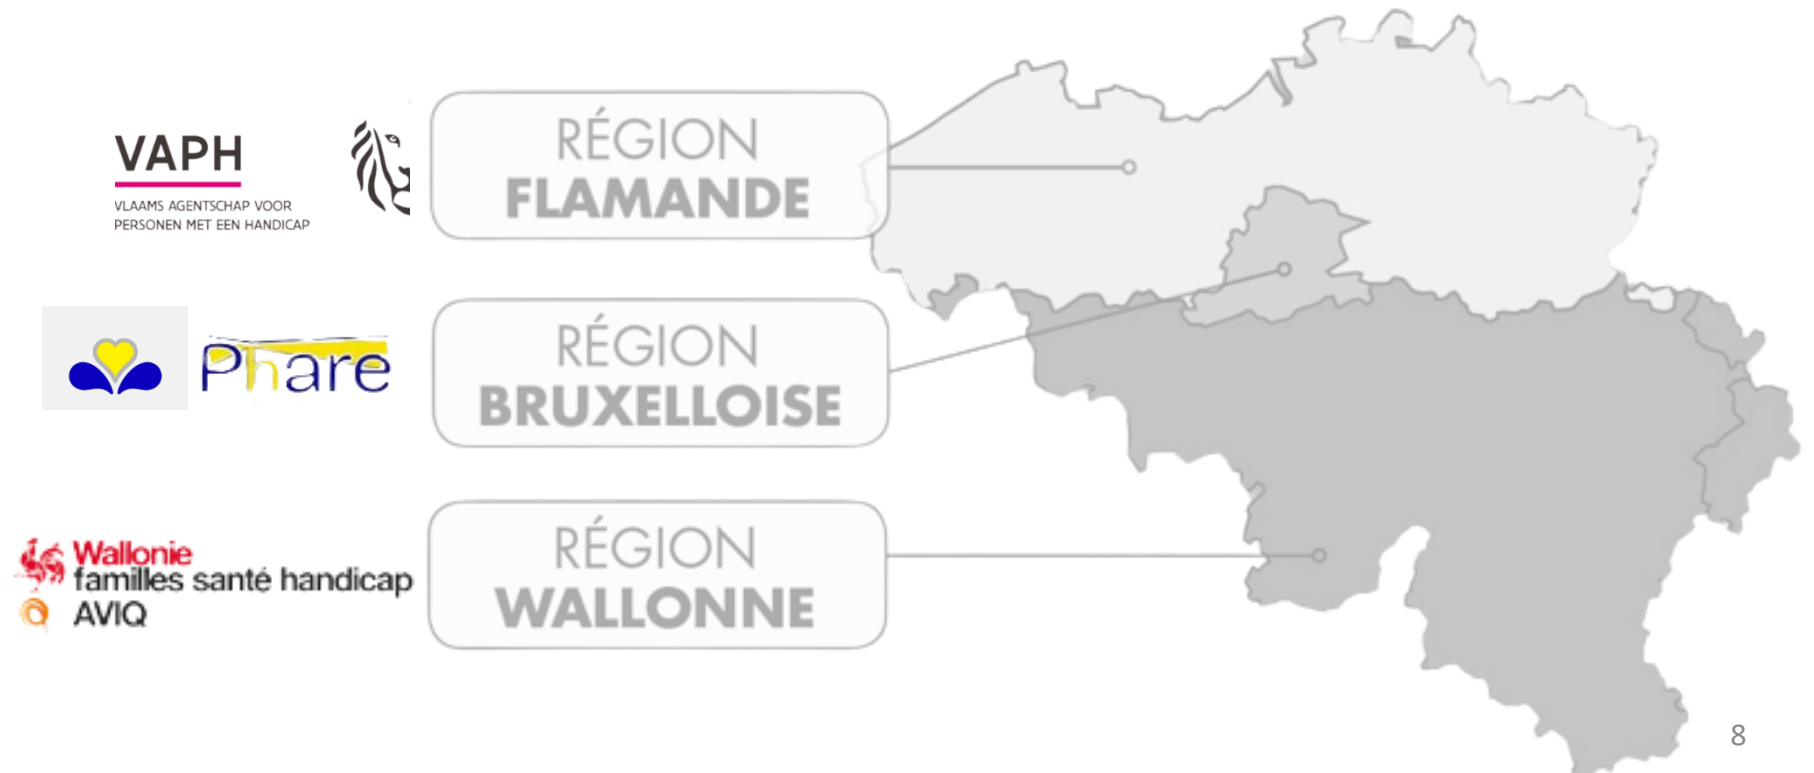 VAPH
VLAAMS AGENTSCHAP VOOR
PERSONEN MET EEN HANDICAP
RÉGION
FLAMANDE
Phare
RÉGION
BRUXELLOISE
Wallonie
familles santé handicap
AVIQ
RÉGION
WALLONNE
8